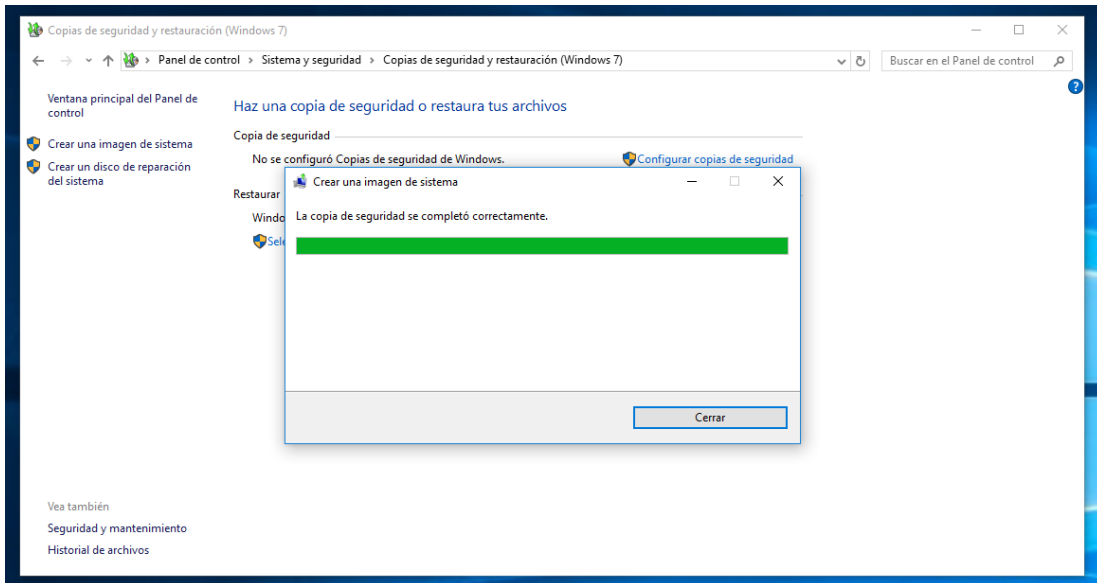 Copias de seguridad y restauración (Windows 7)
Panel de control > Sistema y seguridad > Copias de seguridad y restauración (Windows 7)
Buscar en el Panel de control
Ventana principal del Panel de
control
Crear una imagen de sistema
Crear un disco de reparación
del sistema
Haz una copia de seguridad o restaura tus archivos
Copia de seguridad
No se configuró Copias de seguridad de Windows.
Configurar copias de seguridad
Restaurar
Windo
Sele
Crear una imagen de sistema
La copia de seguridad se completó correctamente.
Cerrar
Vea también
Seguridad y mantenimiento
Historial de archivos
?